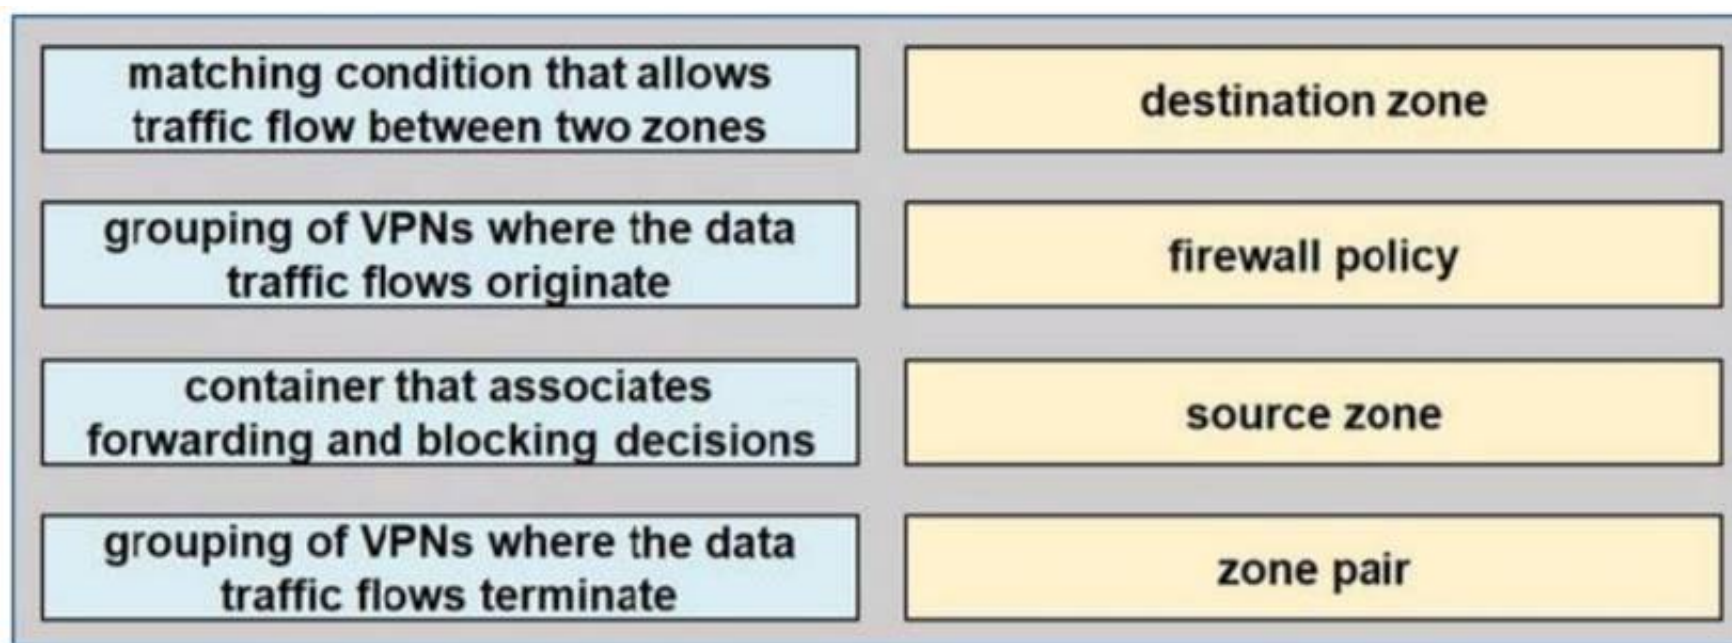 matching condition that allows
traffic flow between two zones
destination zone
grouping of VPNs where the data
traffic flows originate
firewall policy
container that associates
forwarding and blocking decisions
source zone
grouping of VPNs where the data
traffic flows terminate
zone pair